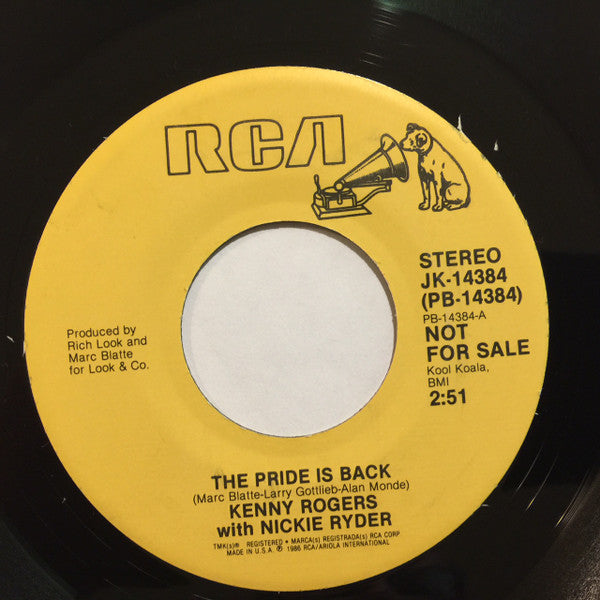 RCA
STEREO
JK-14384
(PB-14384)
PB-14384-A
NOT
FOR SALE
Kool Koala,
BMI
2:51
Produced by
Rich Look and
Marc Blatte
for Look & Co.
THE PRIDE IS BACK
(Marc Blatte-Larry Gottlieb-Alan Monde)
KENNY ROGERS
with NICKIE RYDER
TMK(s)® REGISTERED • MARCA(s) REGISTRADA(s) RCA CORP.
MADE IN U.S.A. ℗ 1986 RCA/ARIOLA INTERNATIONAL